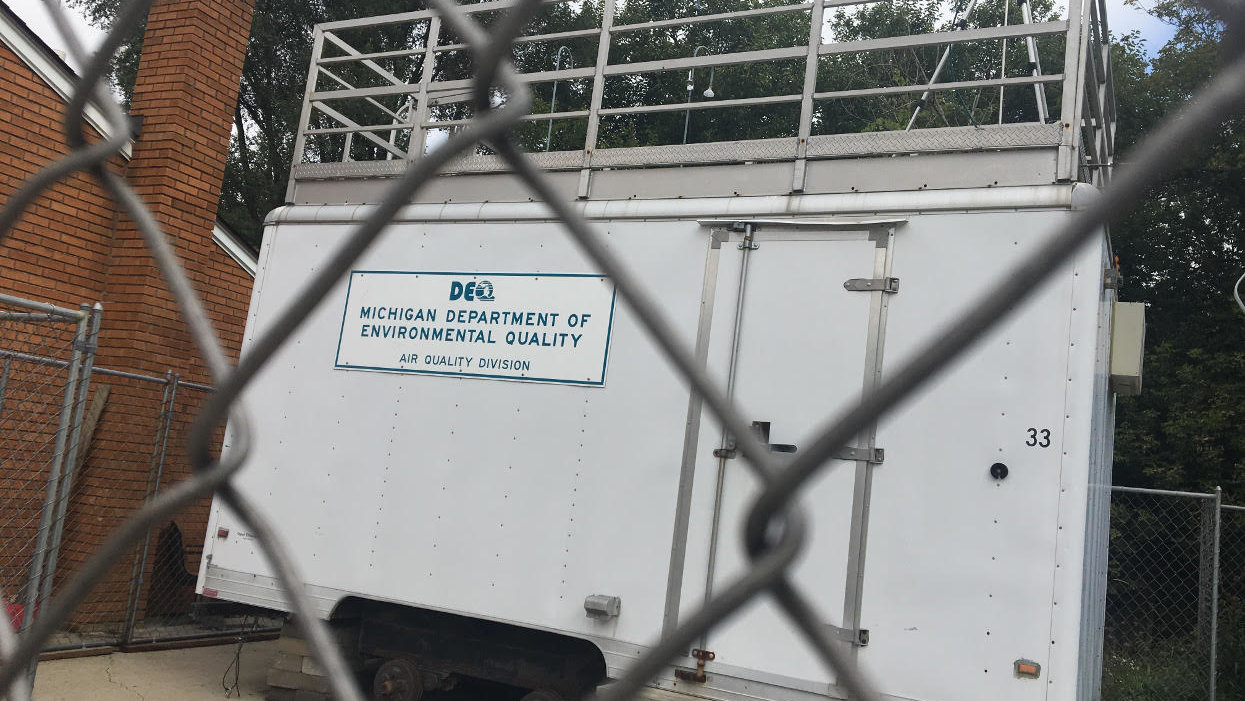 DEQ
MICHIGAN DEPARTMENT OF
ENVIRONMENTAL QUALITY
AIR QUALITY DIVISION
33